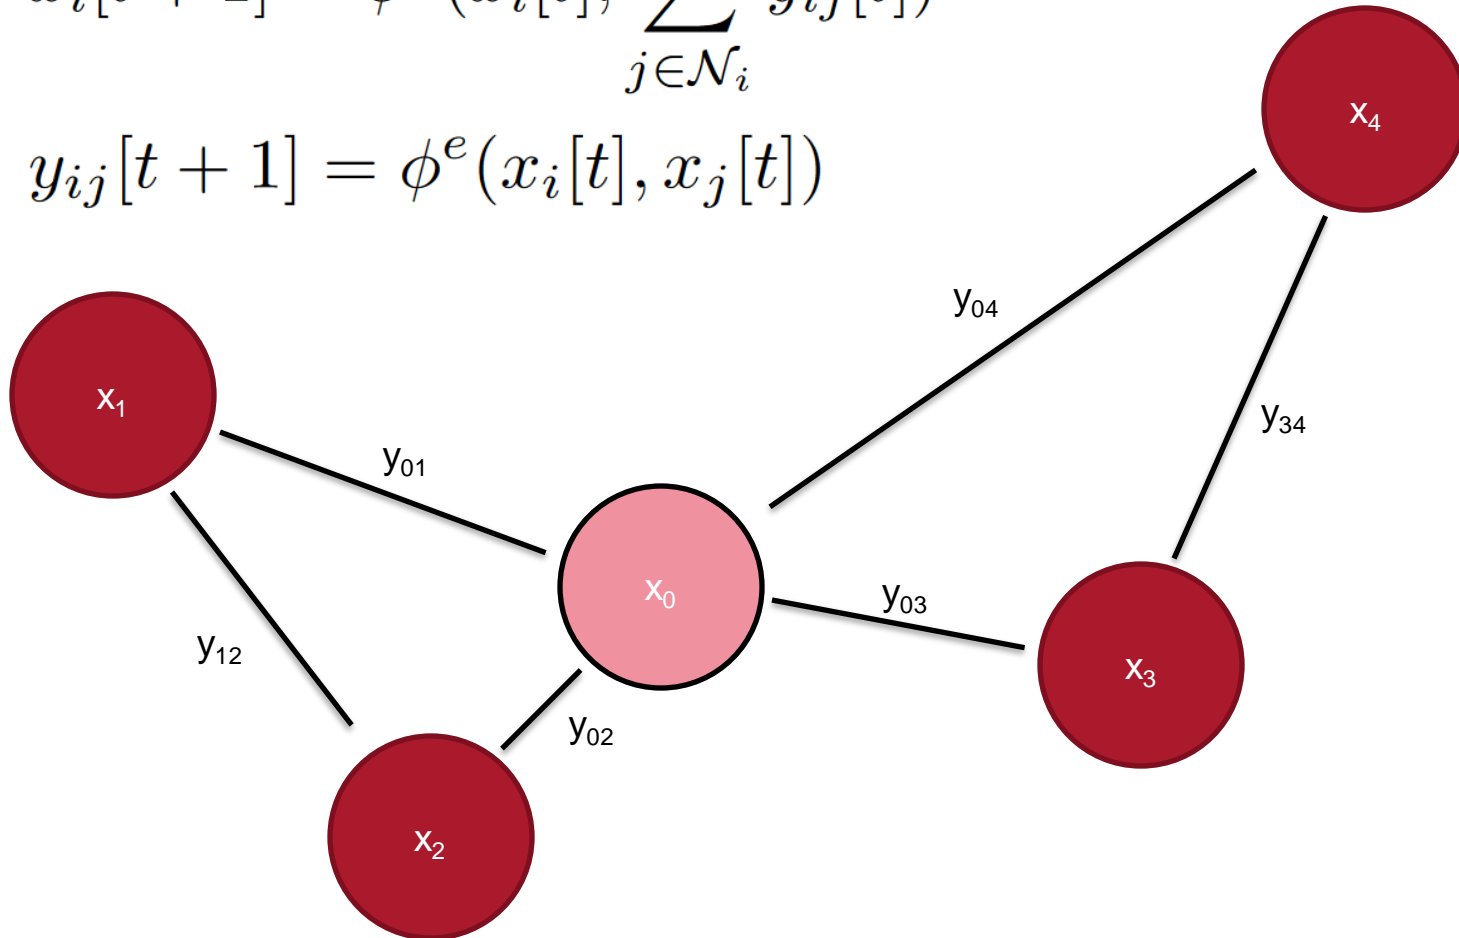 j∈𝒩ᵢ
yᵢⱼ[t + 1] = ϕᵉ(xᵢ[t], xⱼ[t])
x₄
y₀₄
x₁
y₃₄
y₀₁
x₀
y₀₃
y₁₂
x₃
y₀₂
x₂